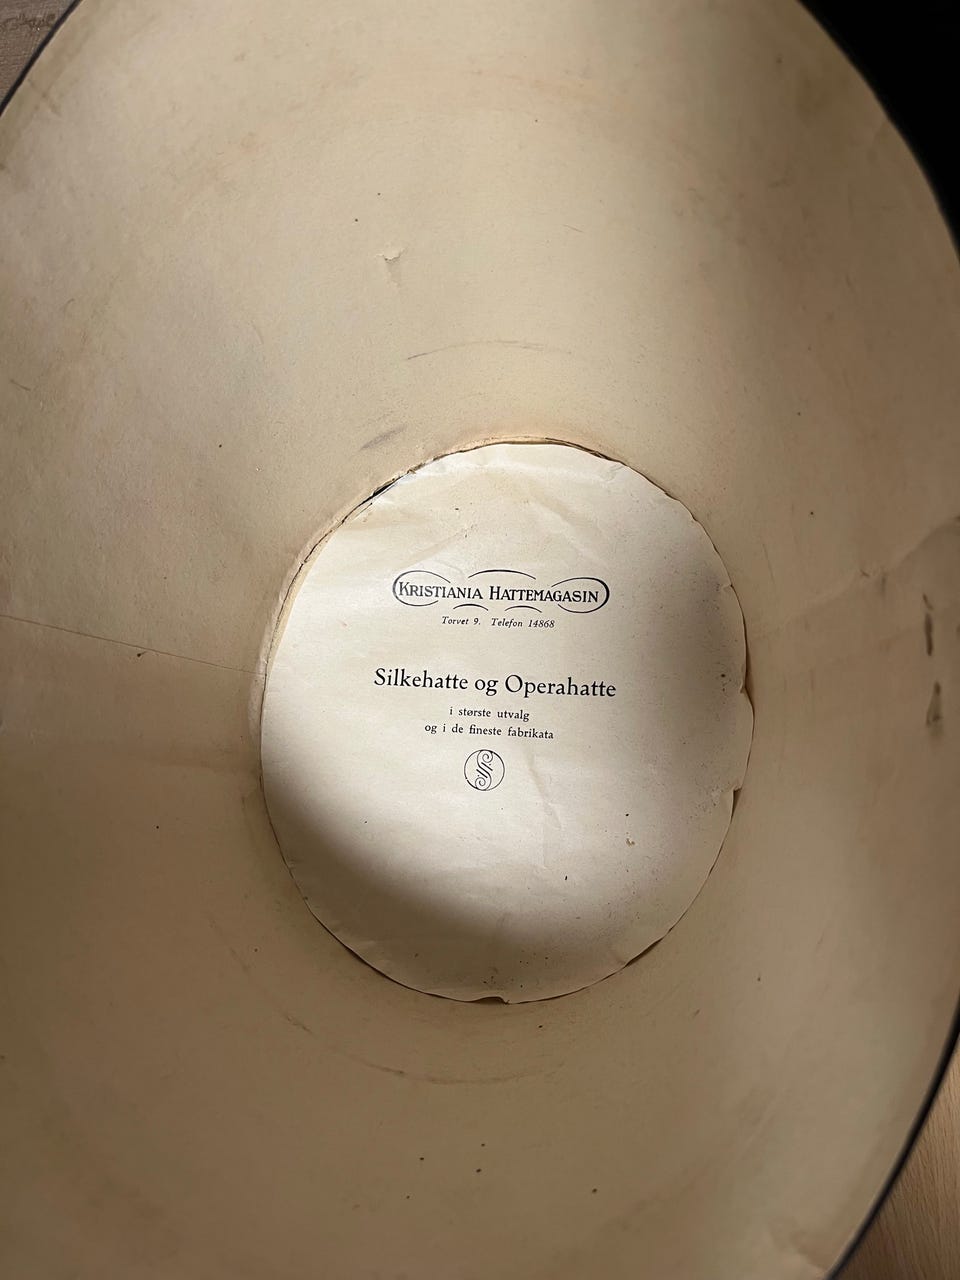 KRISTIANIA HATTEMAGASIN
Torvet 9. Telefon 14868
Silkehatte og Operahatte
i største utvalg
og i de fineste fabrikata